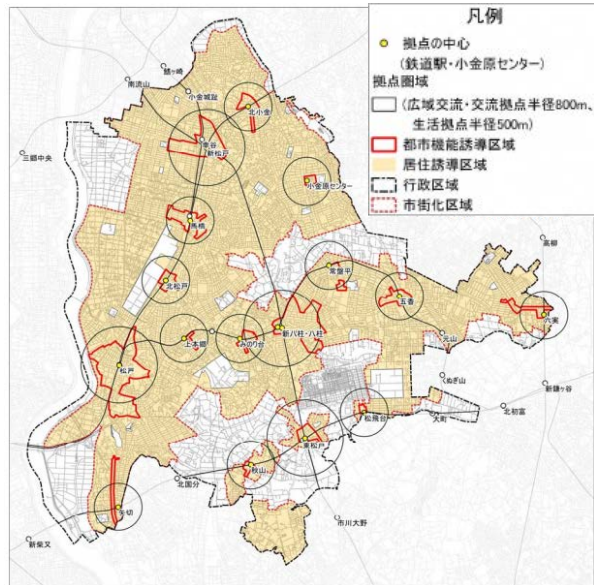 凡例
拠点の中心
(鉄道駅・小金原センター)
拠点圏域
(広域交流・交流拠点半径800m、
生活拠点半径500m)
都市機能誘導区域
居住誘導区域
行政区域
市街化区域
鰭ヶ崎
南流山
小金城趾
北小金
幸谷
新松戸
三郷中央
小金原センター
馬橋
高柳
常盤平
北松戸
五香
六実
上本郷
みのり台
新八柱・八柱
元山
松戸
くぬぎ山
新鎌ヶ谷
松飛台
大町
北初富
東松戸
秋山
北国分
矢切
市川大野
新柴又